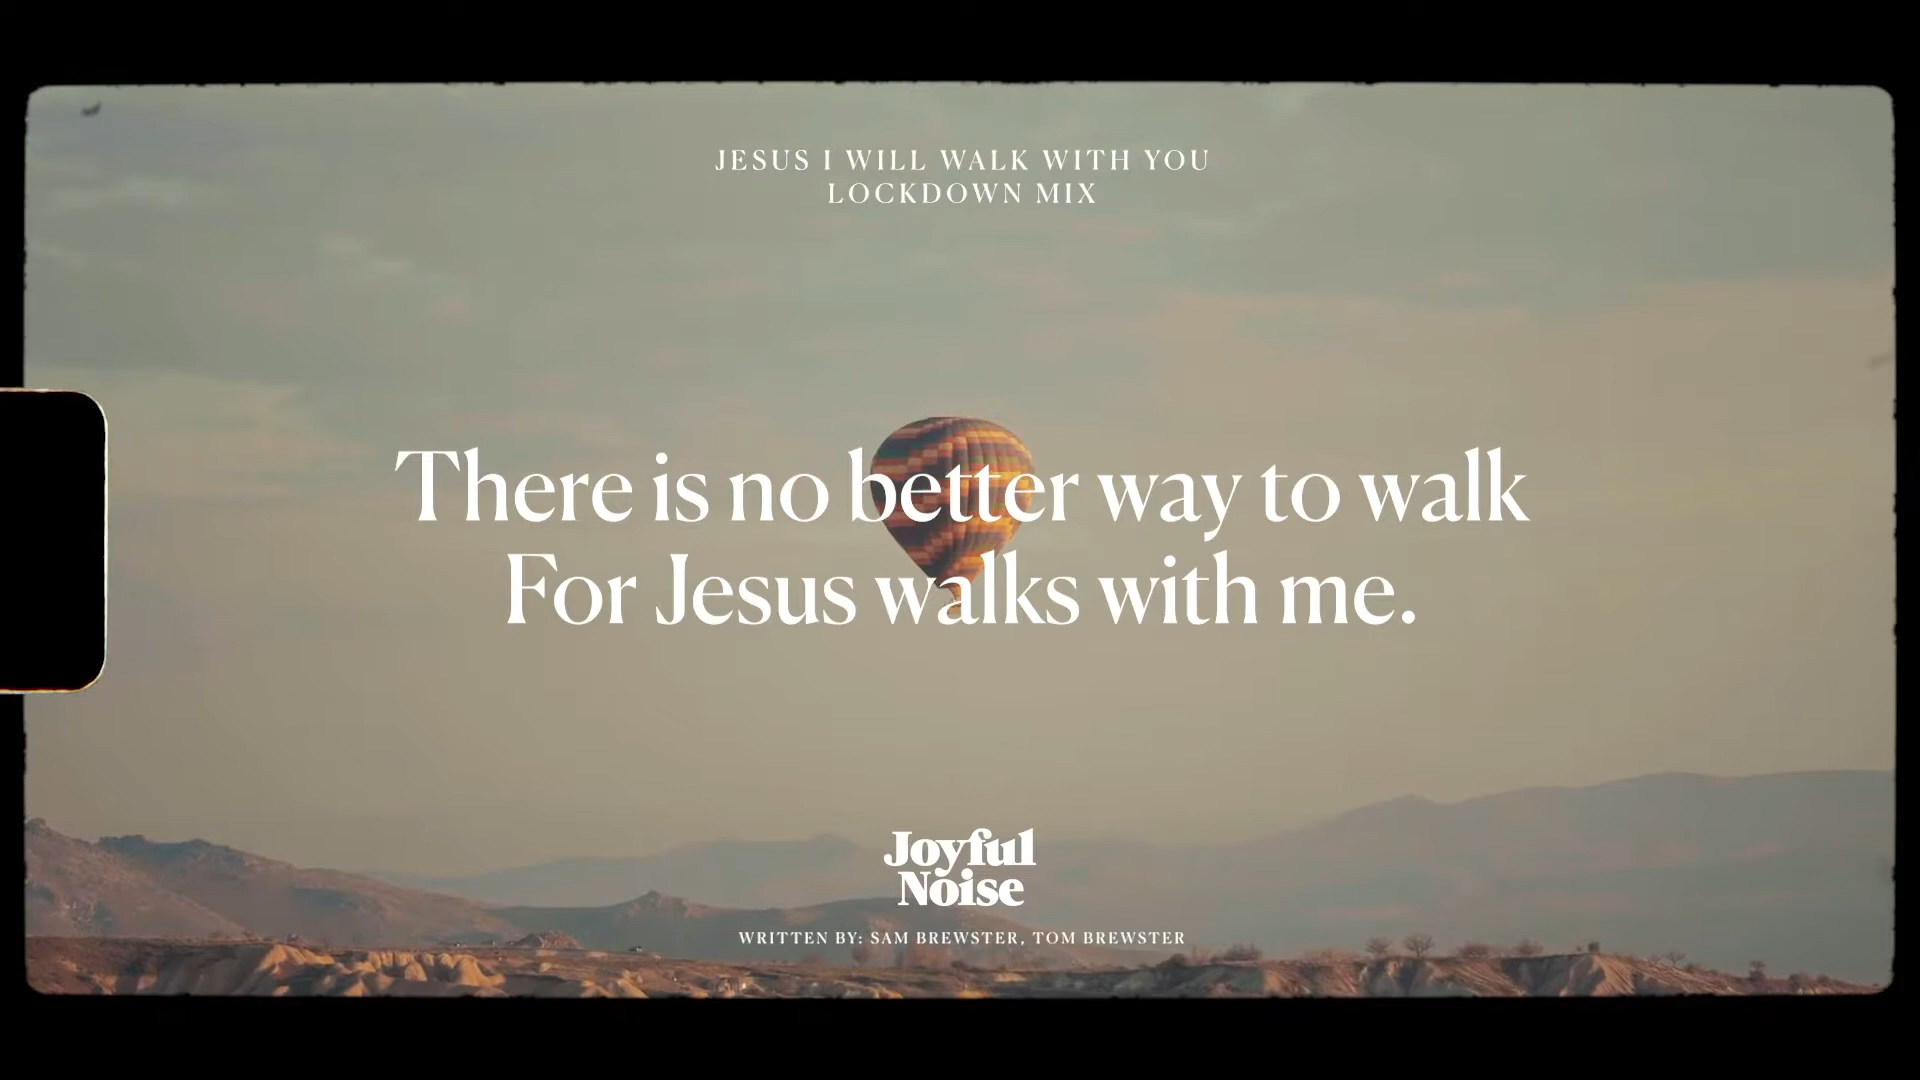 JESUS I WILL WALK WITH YOU
LOCKDOWN MIX
There is no better way to walk
For Jesus walks with me.
Joyful
Noise
WRITTEN BY: SAM BREWSTER, TOM BREWSTER